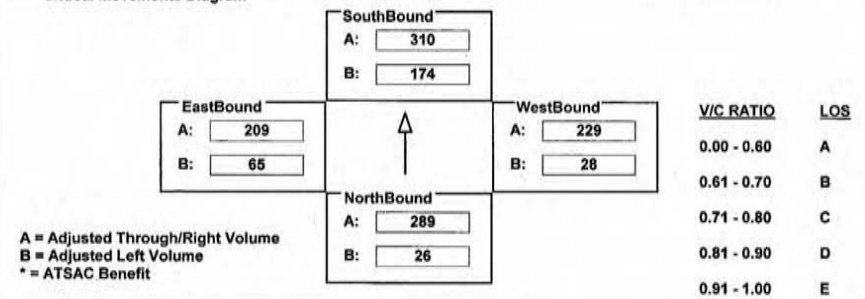 SouthBound
A: 310
B: 174
EastBound
A: 209
B: 65
WestBound
A: 229
B: 28
NorthBound
A: 289
B: 26
A = Adjusted Through/Right Volume
B = Adjusted Left Volume
* = ATSAC Benefit
V/C RATIO LOS
0.00 - 0.60 A
0.61 - 0.70 B
0.71 - 0.80 C
0.81 - 0.90 D
0.91 - 1.00 E